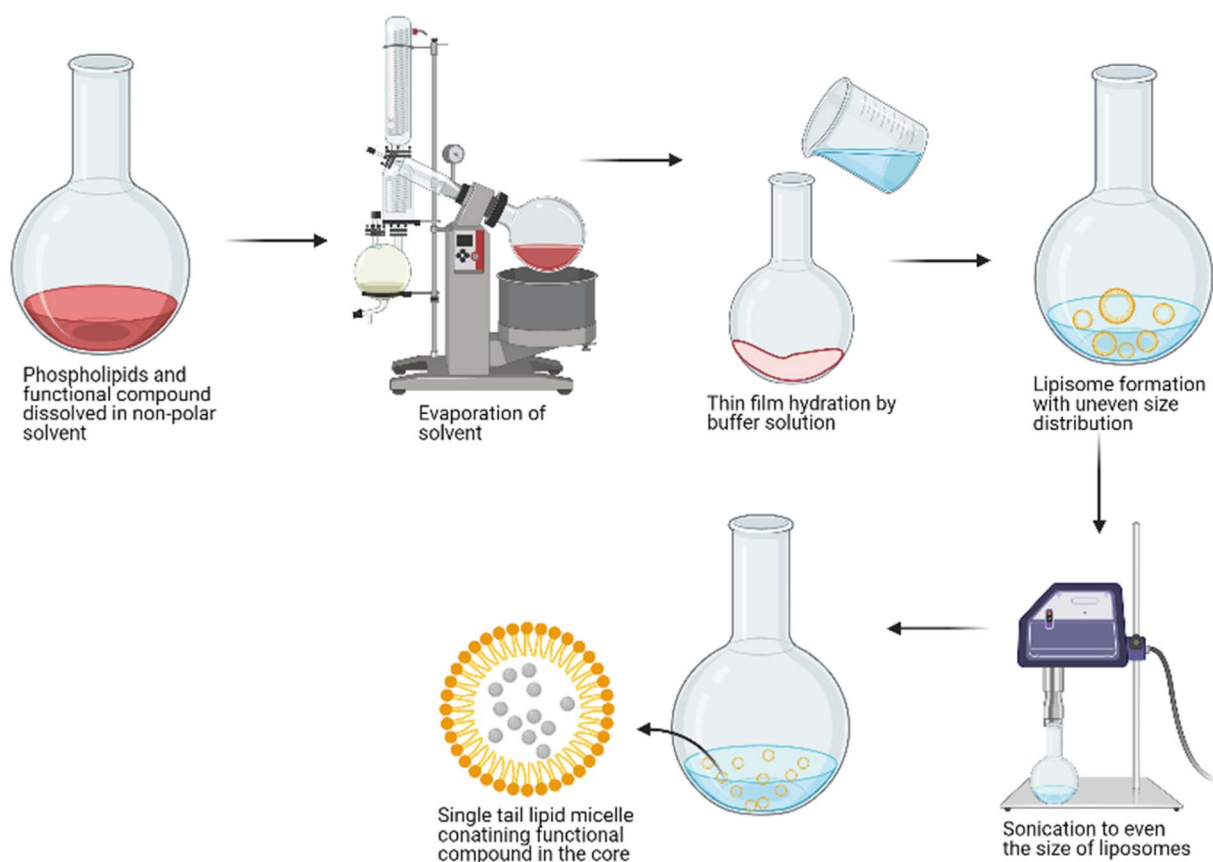 Phospholipids and
functional compound
dissolved in non-polar
solvent
Evaporation of
solvent
Thin film hydration by
buffer solution
Lipisome formation
with uneven size
distribution
Sonication to even
the size of liposomes
Single tail lipid micelle
conatining functional
compound in the core